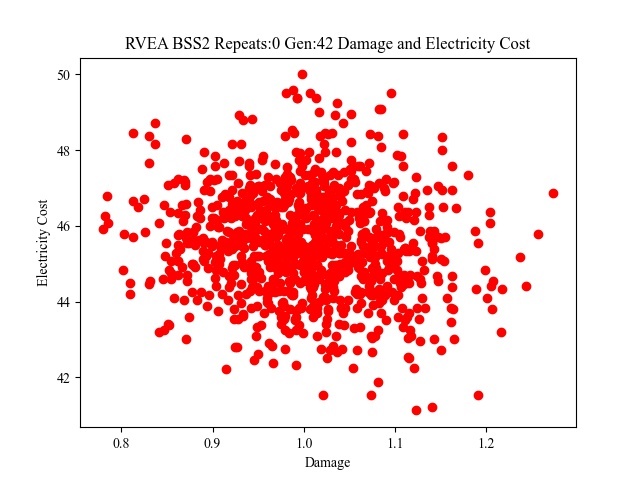 RVEA BSS2 Repeats:0 Gen:42 Damage and Electricity Cost
50
48
46
44
42
Electricity Cost
0.8 0.9 1.0 1.1 1.2
Damage